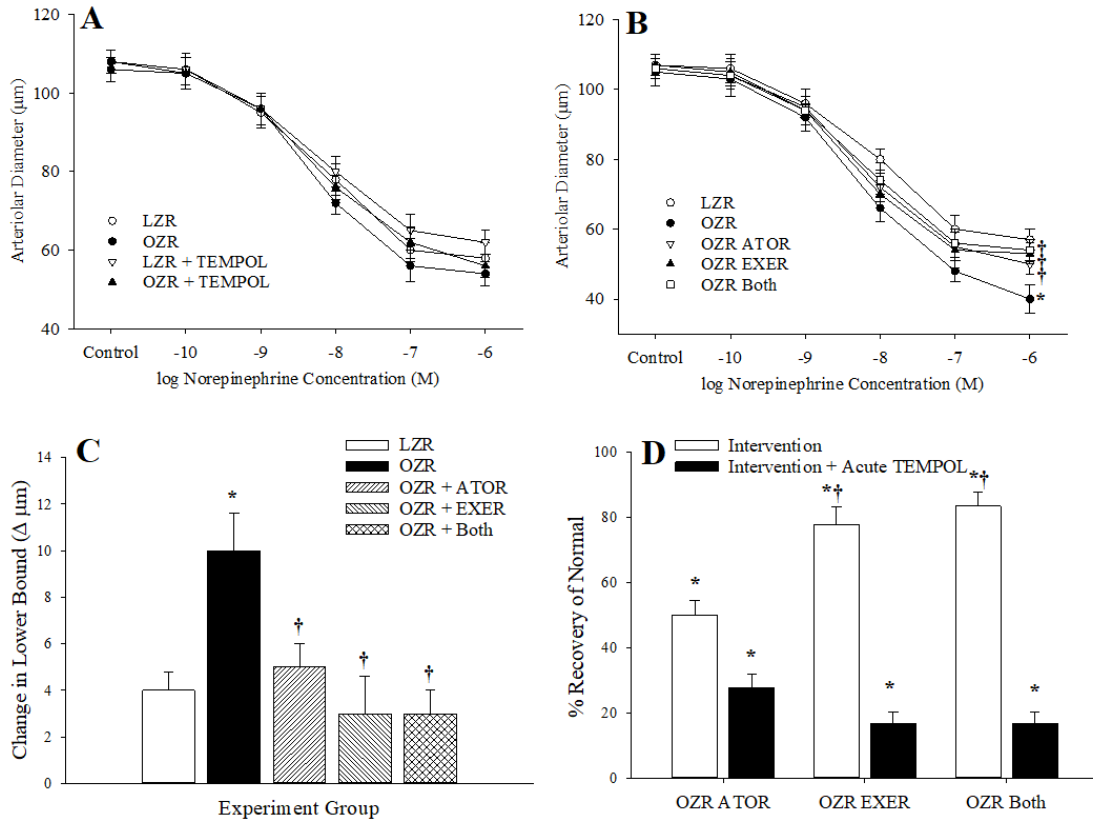 A
120
100
80
60
40
Arteriolar Diameter (µm)
LZR
OZR
LZR + TEMPOL
OZR + TEMPOL
Control -10 -9 -8 -7 -6
log Norepinephrine Concentration (M)
B
120
100
80
60
40
Arteriolar Diameter (µm)
LZR
OZR
OZR ATOR
OZR EXER
OZR Both
†
†
†
*
Control -10 -9 -8 -7 -6
log Norepinephrine Concentration (M)
C
14
12
10
8
6
4
2
0
Change in Lower Bound (Δ µm)
LZR
OZR
OZR + ATOR
OZR + EXER
OZR + Both
*
†
†
†
Experiment Group
D
Intervention
Intervention + Acute TEMPOL
100
80
60
40
20
0
% Recovery of Normal
*
*
*†
*
*†
*
OZR ATOR OZR EXER OZR Both